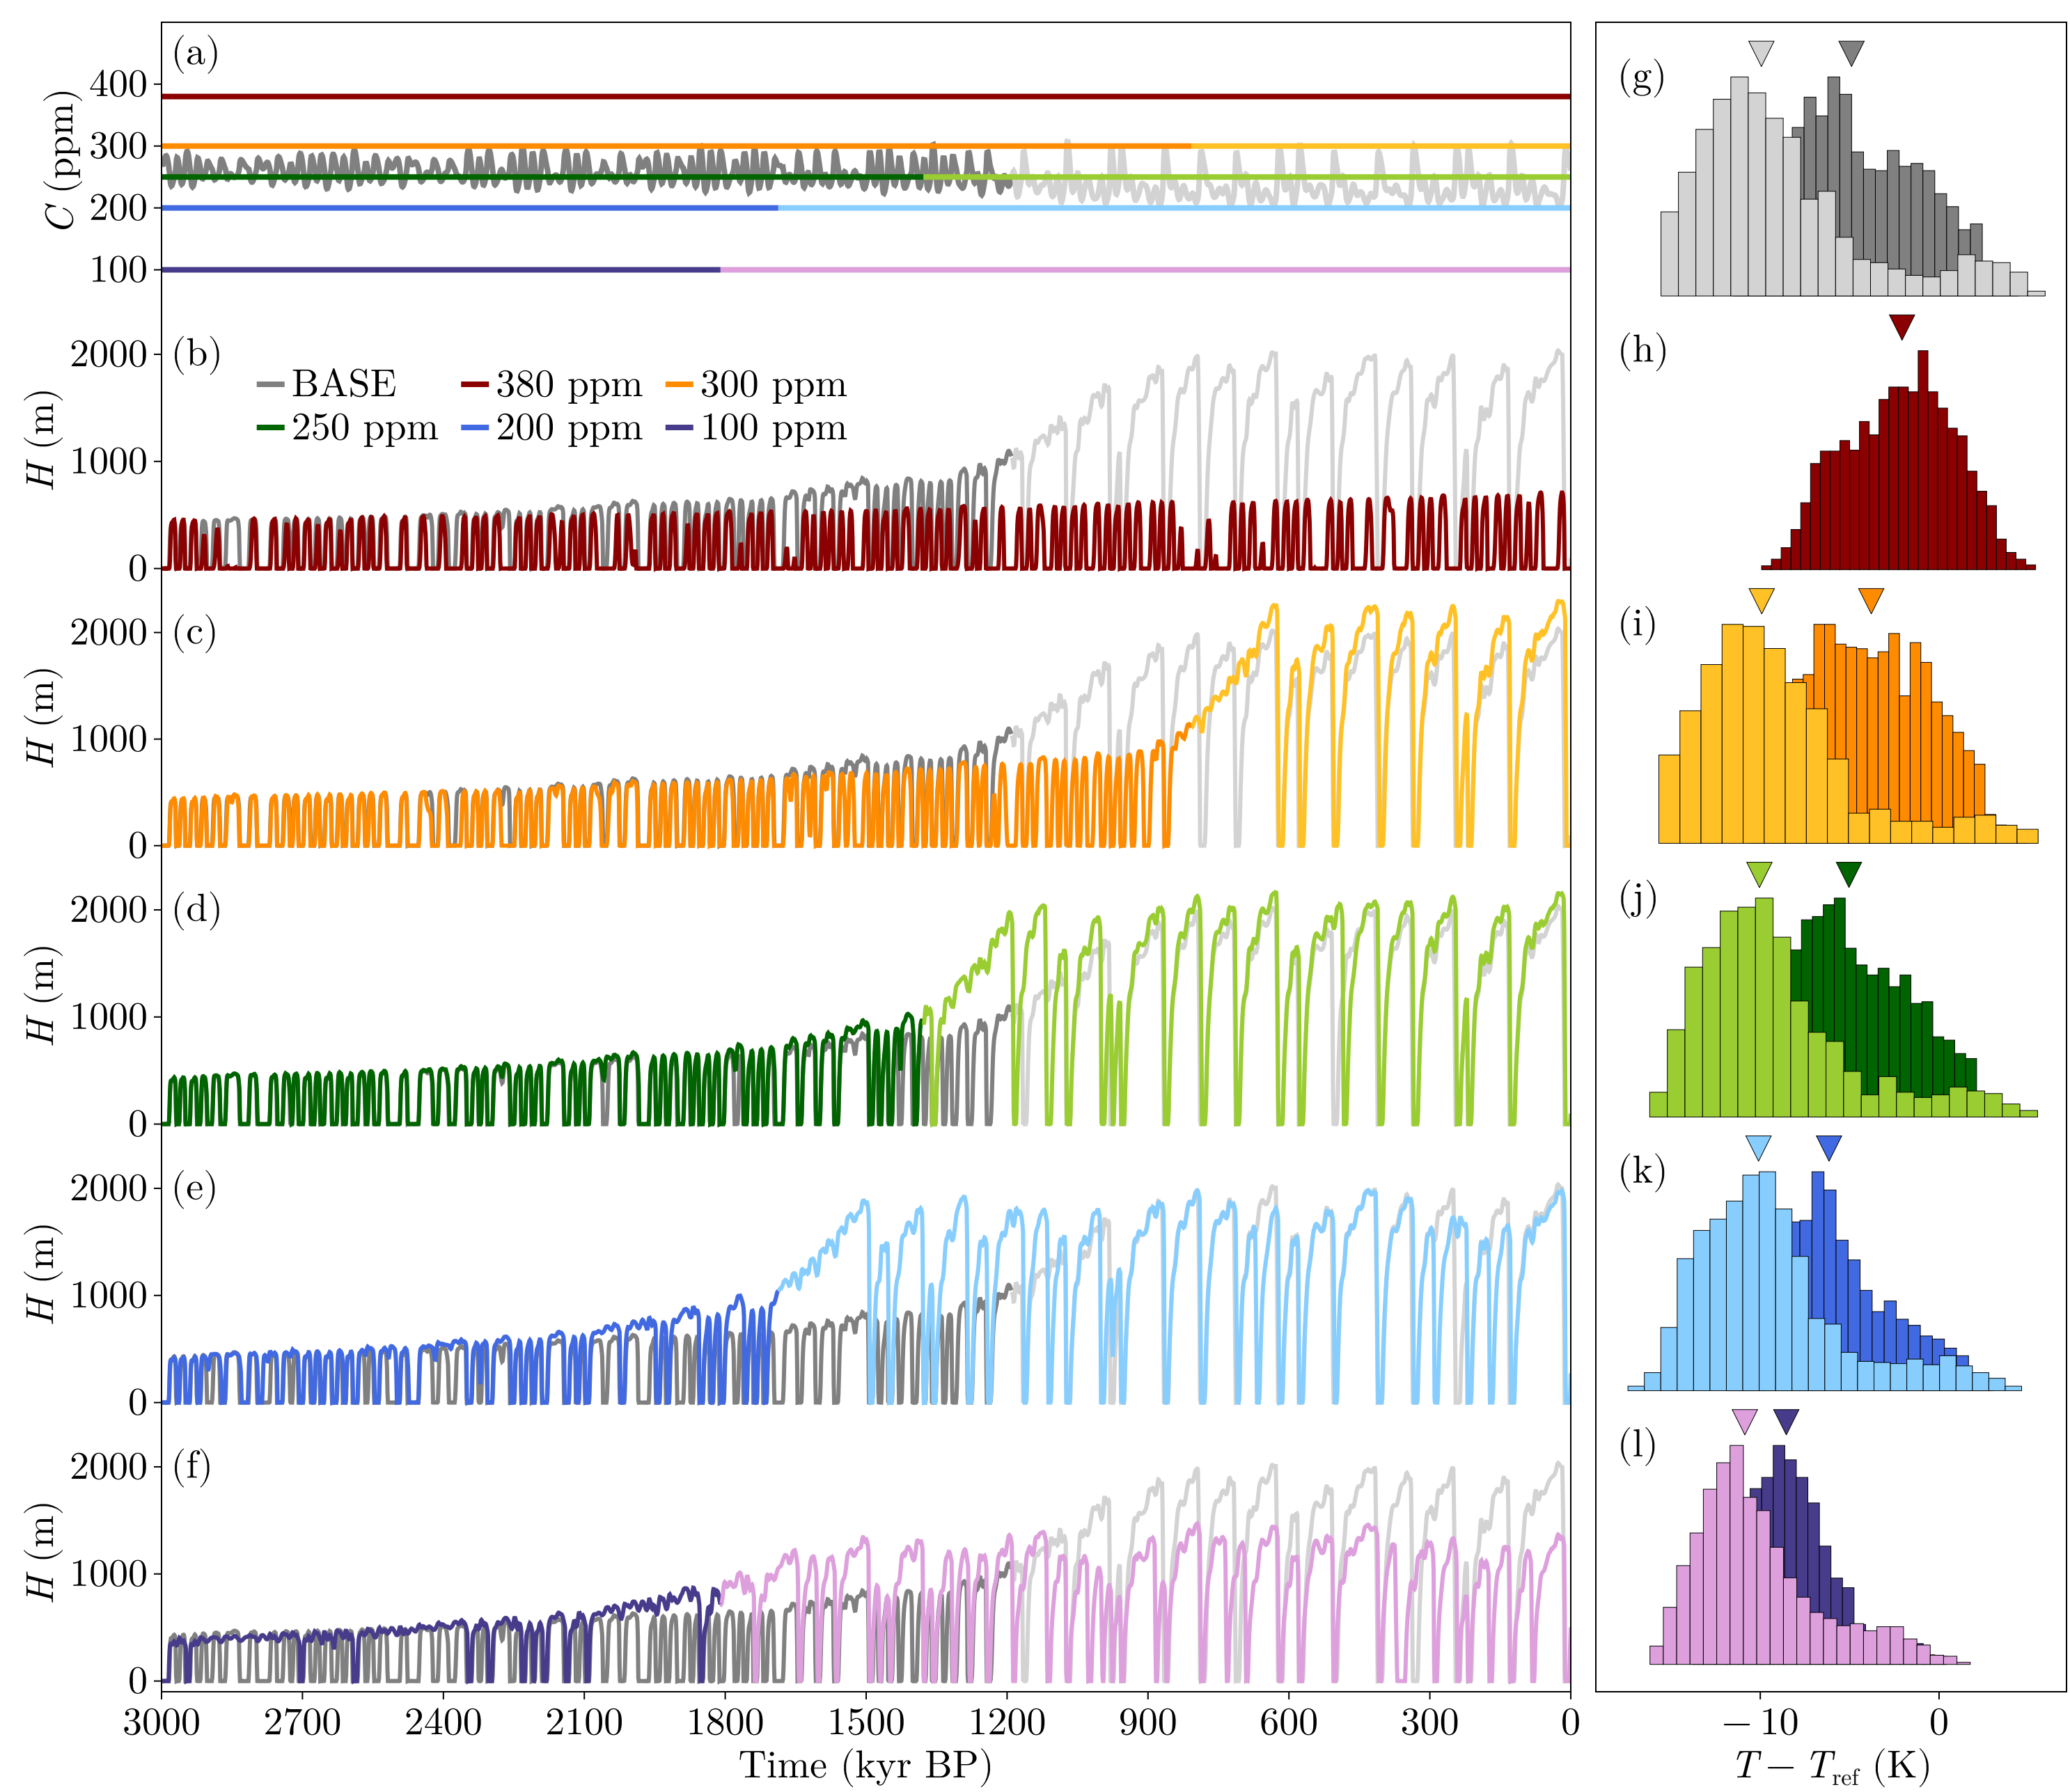 (a)
400
300
200
100
C (ppm)
(b)
2000
1000
0
H (m)
BASE 380 ppm 300 ppm
250 ppm 200 ppm 100 ppm
(c)
2000
1000
0
H (m)
(d)
2000
1000
0
H (m)
(e)
2000
1000
0
H (m)
(f)
2000
1000
0
H (m)
3000 2700 2400 2100 1800 1500 1200 900 600 300 0
Time (kyr BP)
(g)
(h)
(i)
(j)
(k)
(l)
−10 0
T − Tref (K)